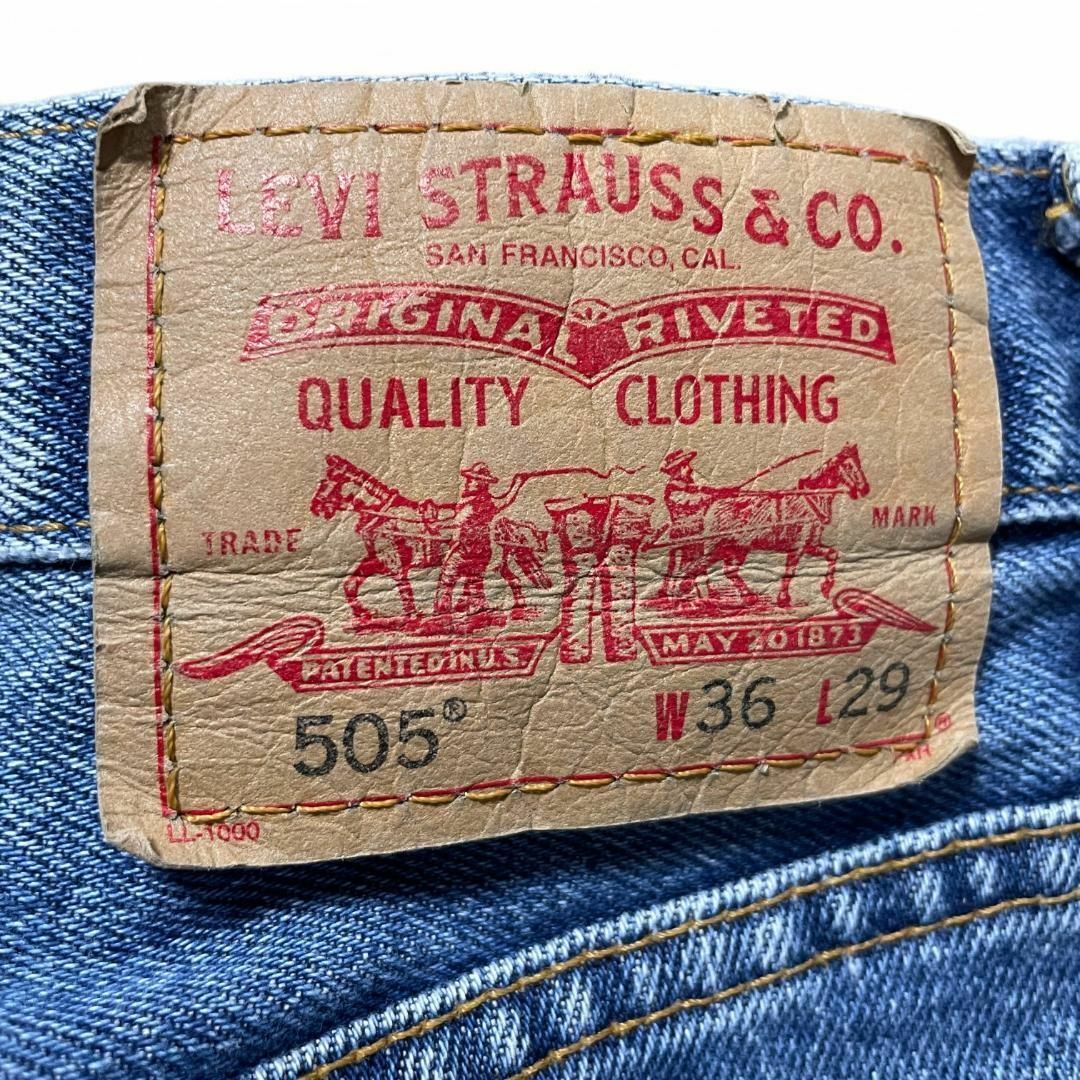 LEVI STRAUSS & CO.
SAN FRANCISCO, CAL.
ORIGINAL RIVETED
QUALITY CLOTHING
TRADE MARK
PATENTED IN U.S. MAY 20 1873
505® W36 L29
LL-1000